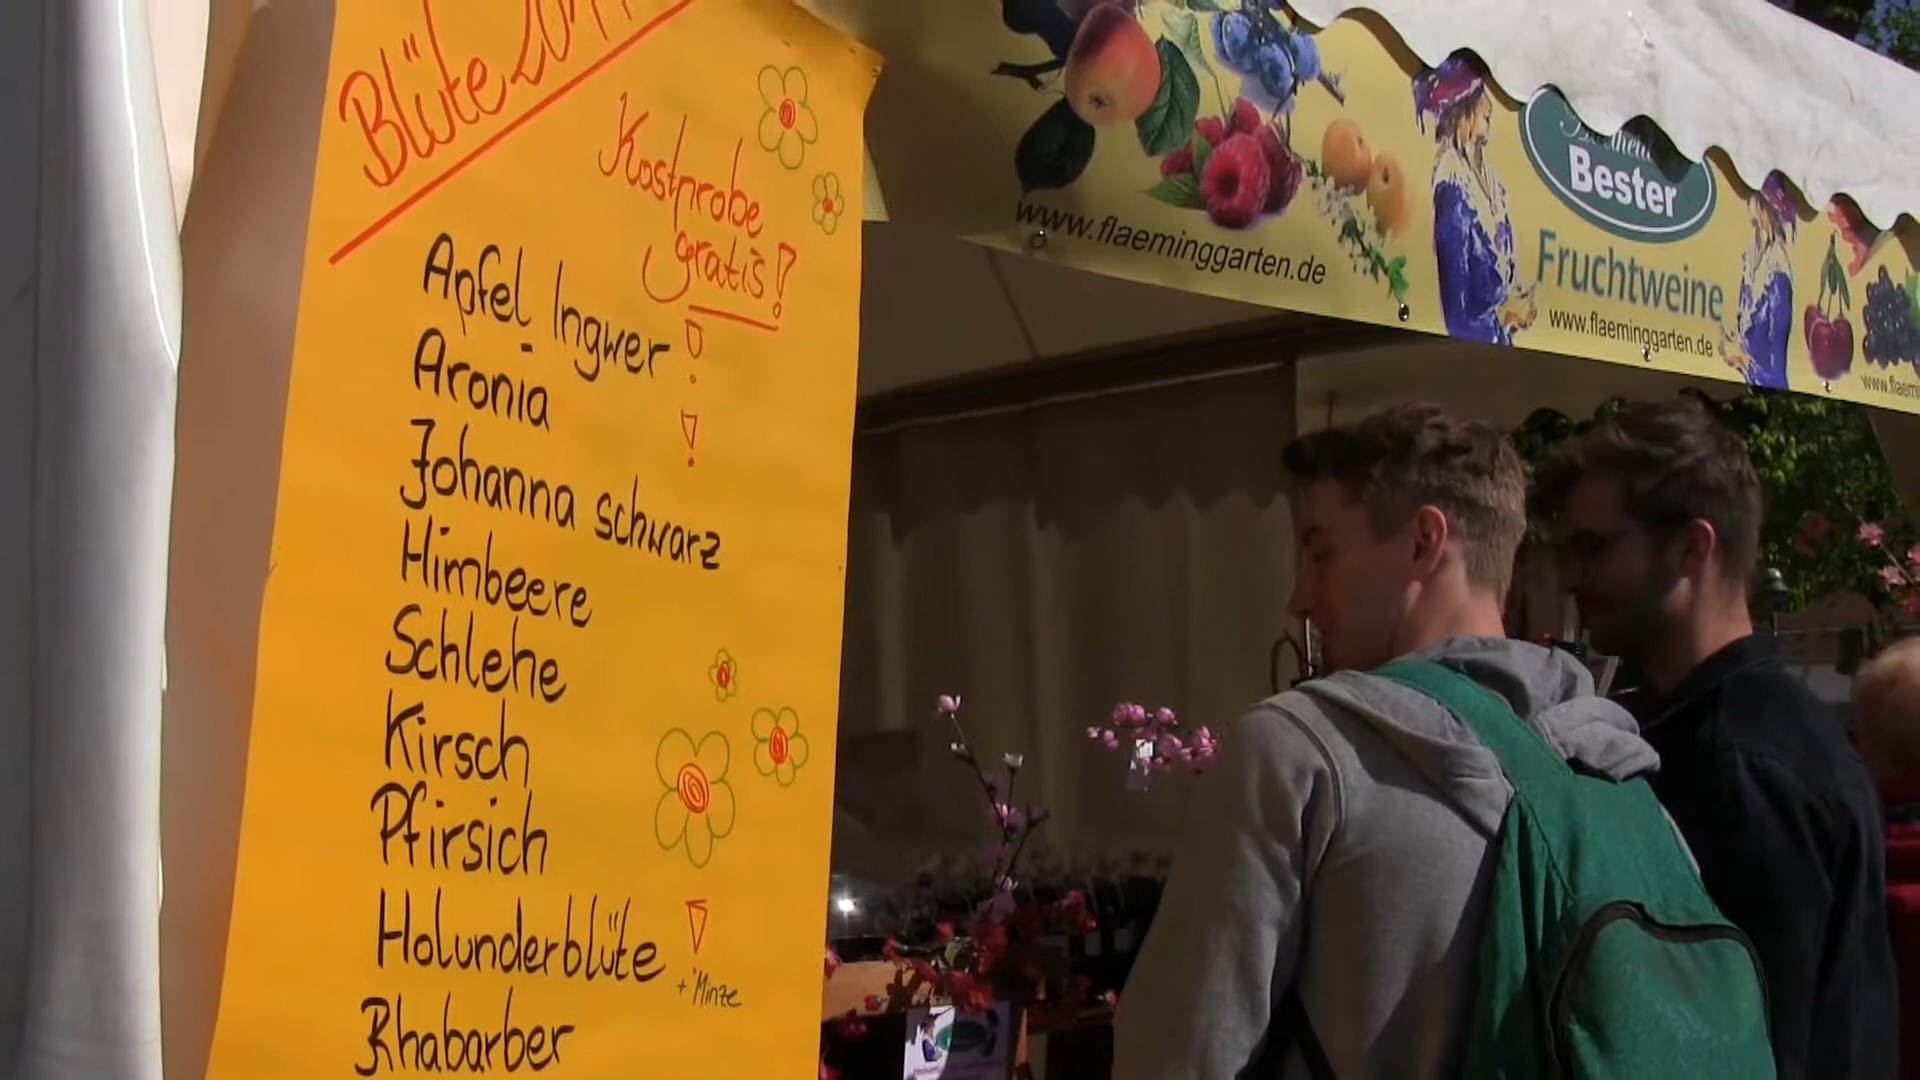 Blüte
Kostprobe
gratis!
Apfel Ingwer !
Aronia !
Johanna schwarz
Himbeere
Schlehe
Kirsch
Pfirsich
Holunderblüte !
+ Minze
Rhabarber
www.flaeminggarten.de
Bester
Fruchtweine
www.flaeminggarten.de